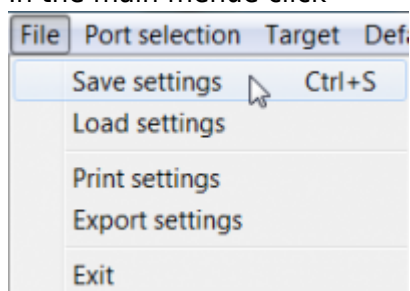 in the main menue click
File Port selection Target Defa
Save settings Ctrl+S
Load settings
Print settings
Export settings
Exit